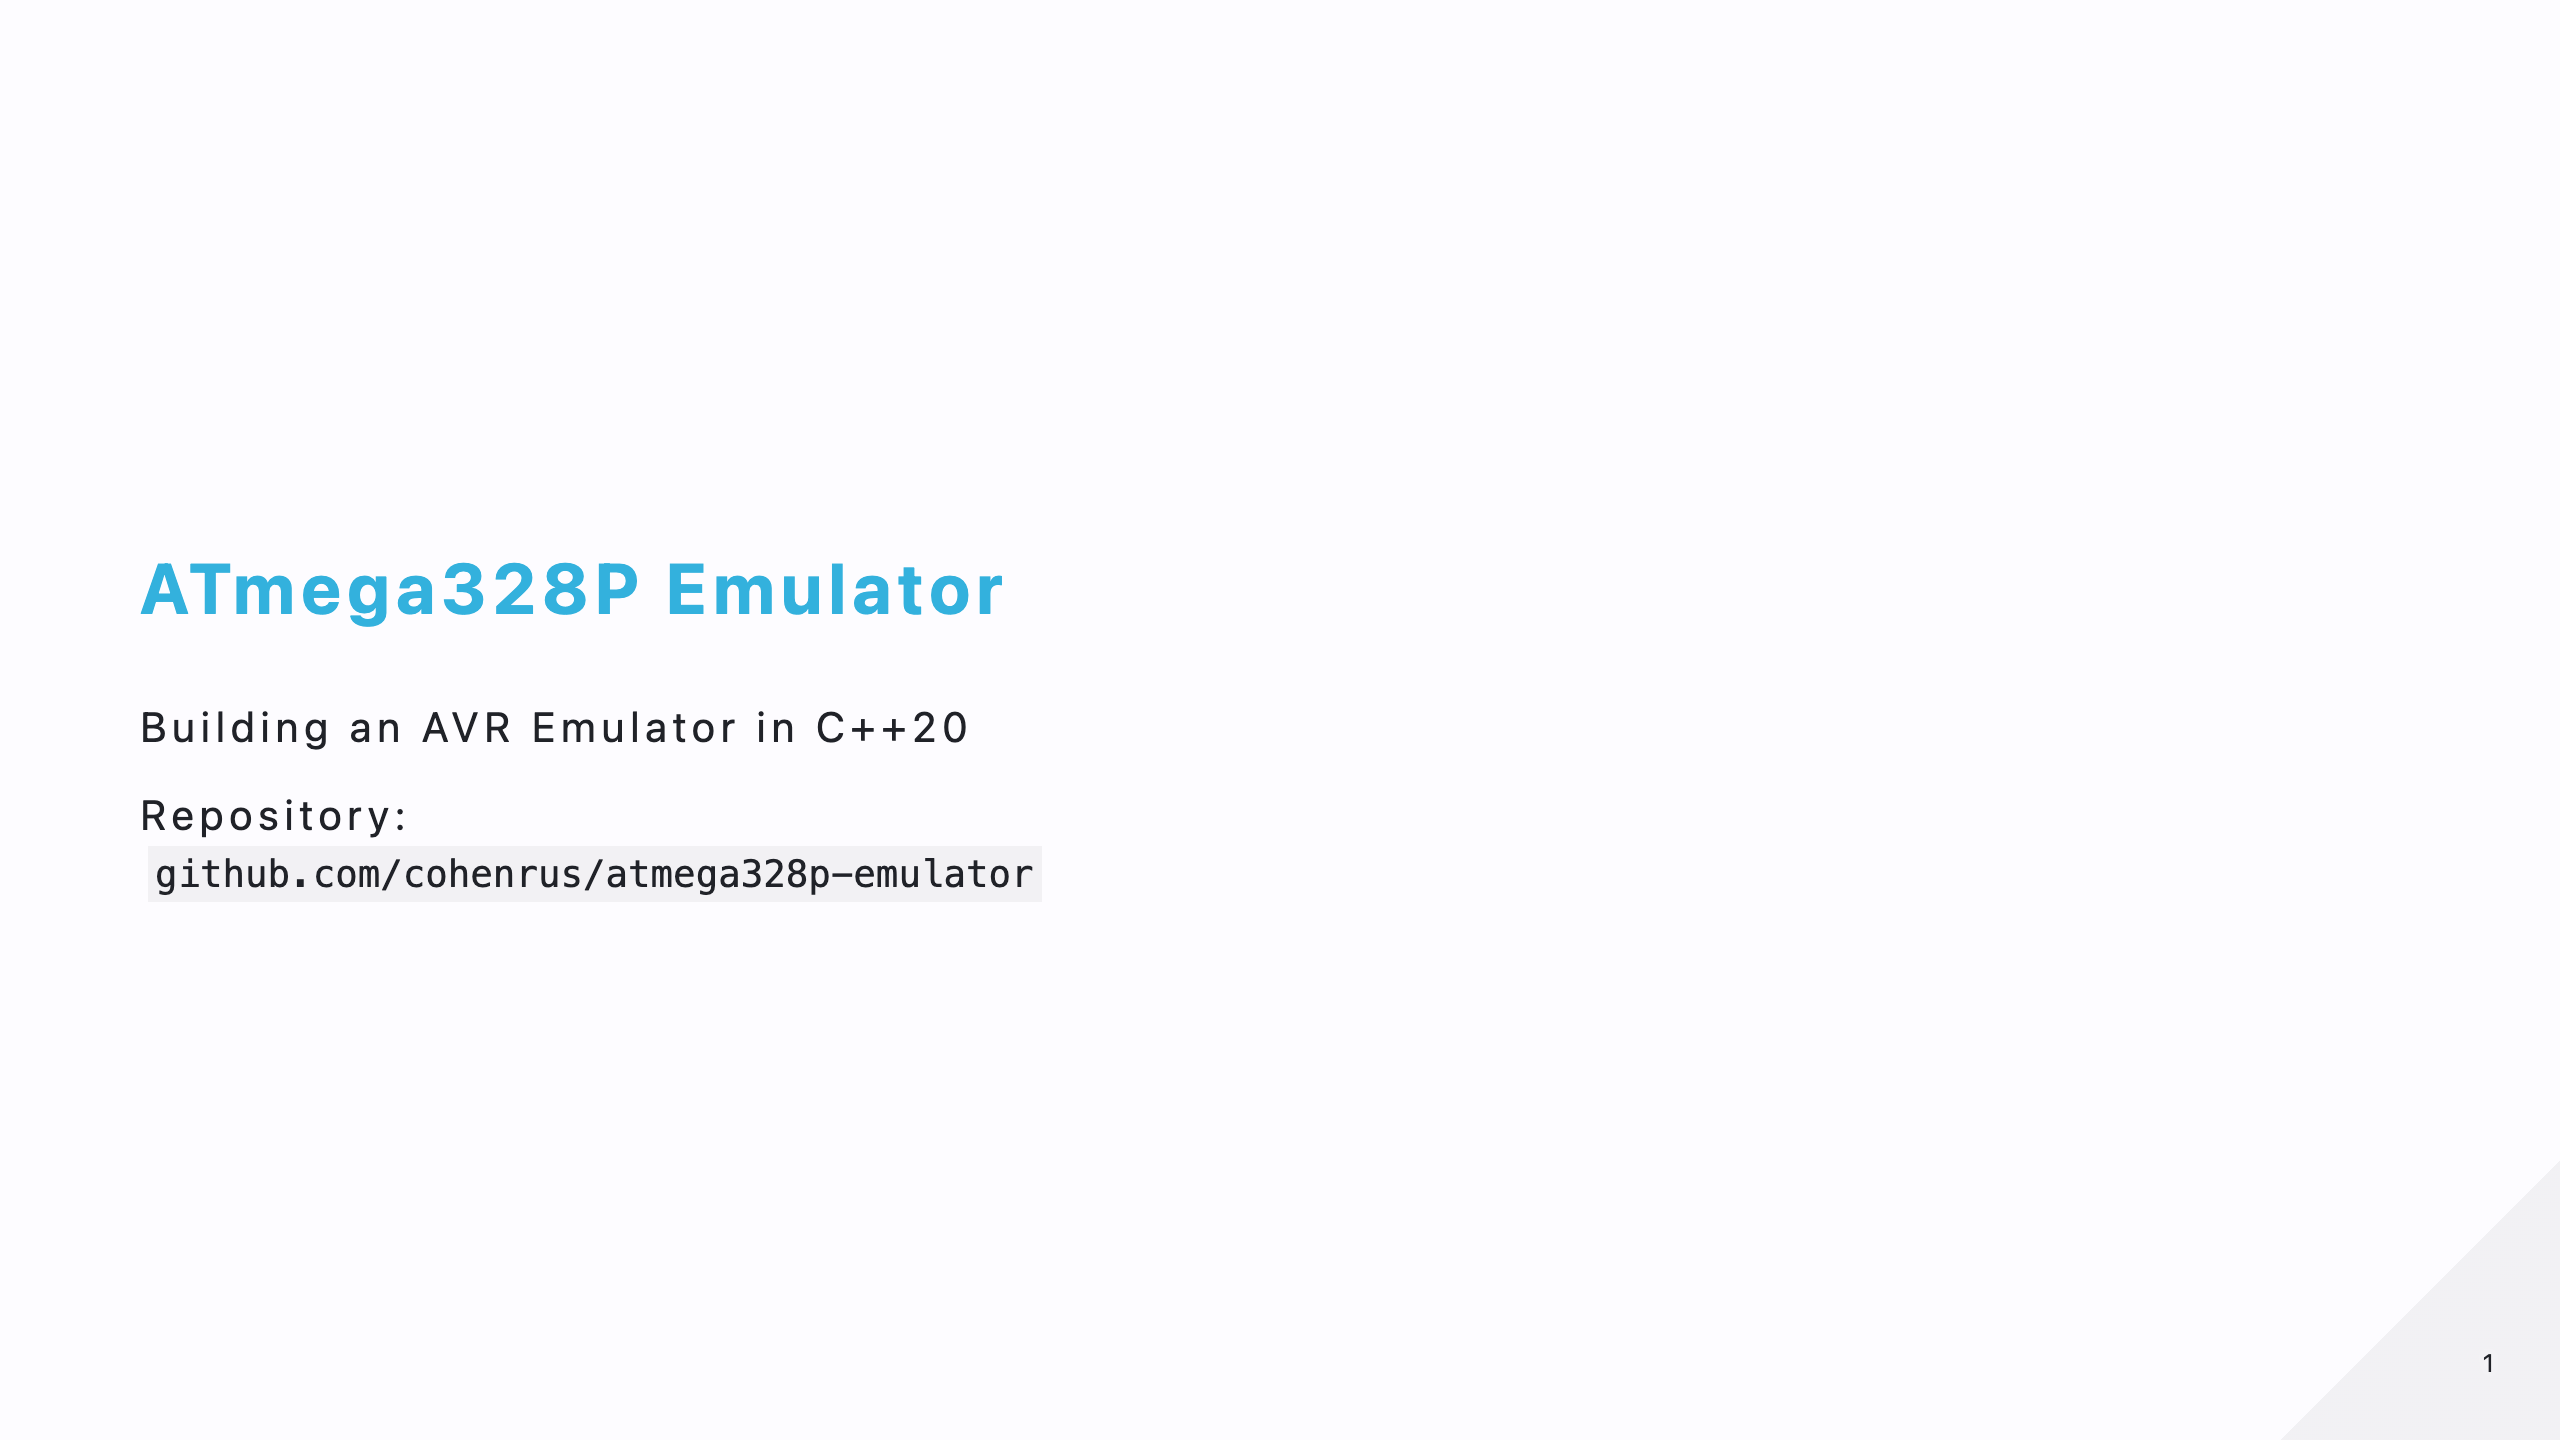 ATmega328P Emulator
Building an AVR Emulator in C++20
Repository:
github.com/cohenrus/atmega328p-emulator
1